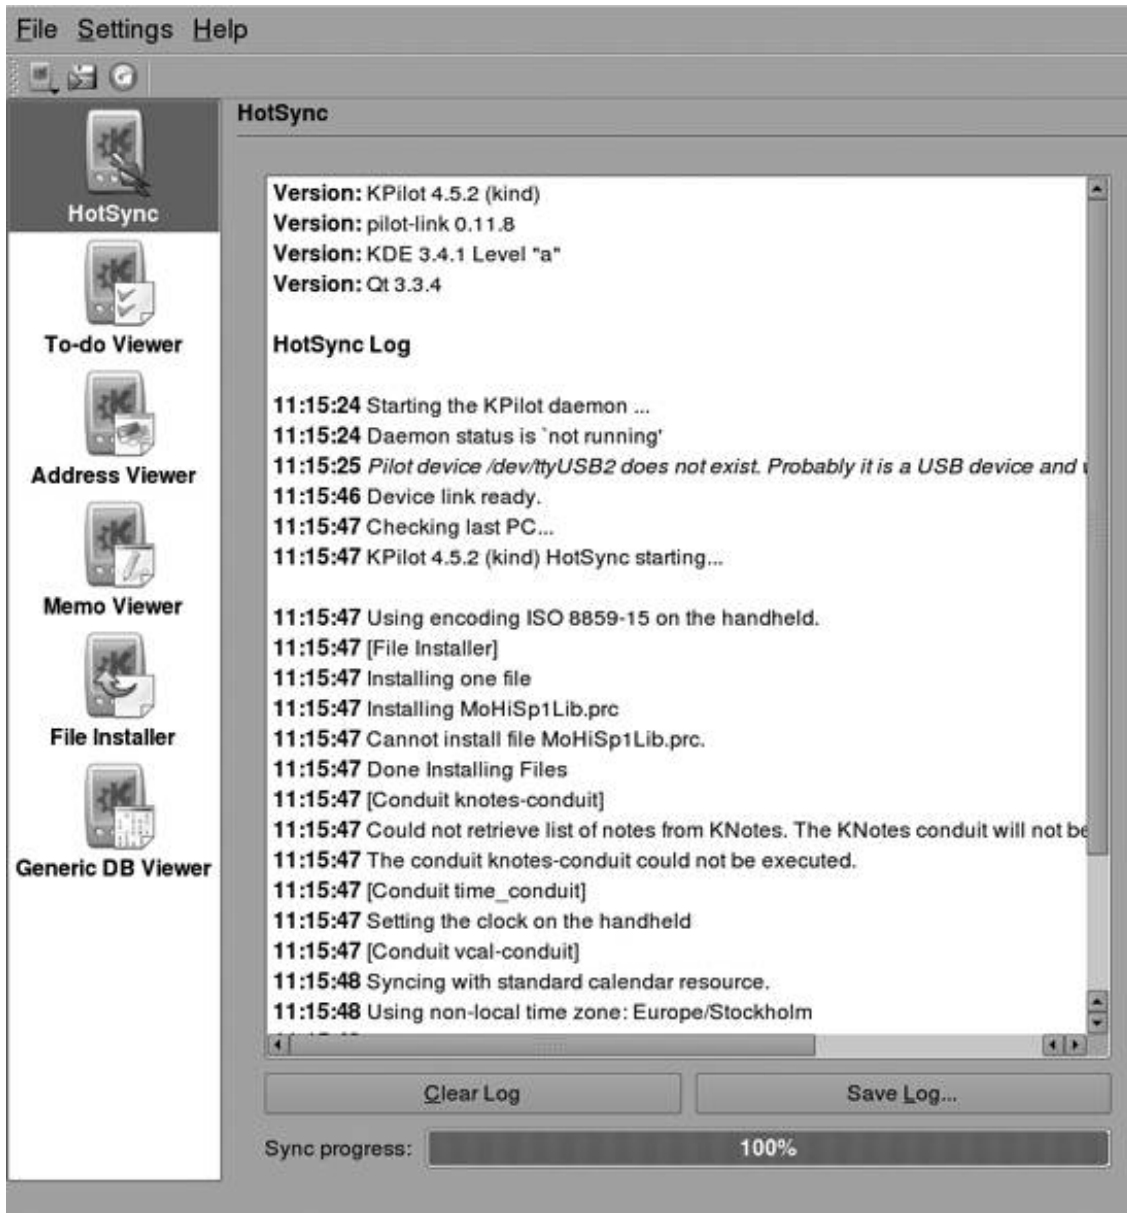 File Settings Help
HotSync
To-do Viewer
Address Viewer
Memo Viewer
File Installer
Generic DB Viewer
HotSync
Version: KPilot 4.5.2 (kind)
Version: pilot-link 0.11.8
Version: KDE 3.4.1 Level "a"
Version: Qt 3.3.4
HotSync Log
11:15:24 Starting the KPilot daemon ...
11:15:24 Daemon status is `not running'
11:15:25 Pilot device /dev/ttyUSB2 does not exist. Probably it is a USB device and
11:15:46 Device link ready.
11:15:47 Checking last PC...
11:15:47 KPilot 4.5.2 (kind) HotSync starting...
11:15:47 Using encoding ISO 8859-15 on the handheld.
11:15:47 [File Installer]
11:15:47 Installing one file
11:15:47 Installing MoHiSp1Lib.prc
11:15:47 Cannot install file MoHiSp1Lib.prc.
11:15:47 Done Installing Files
11:15:47 [Conduit knotes-conduit]
11:15:47 Could not retrieve list of notes from KNotes. The KNotes conduit will not be
11:15:47 The conduit knotes-conduit could not be executed.
11:15:47 [Conduit time_conduit]
11:15:47 Setting the clock on the handheld
11:15:47 [Conduit vcal-conduit]
11:15:48 Syncing with standard calendar resource.
11:15:48 Using non-local time zone: Europe/Stockholm
Clear Log
Save Log...
Sync progress: 100%